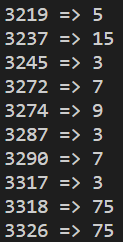 3219 => 5
3237 => 15
3245 => 3
3272 => 7
3274 => 9
3287 => 3
3290 => 7
3317 => 3
3318 => 75
3326 => 75